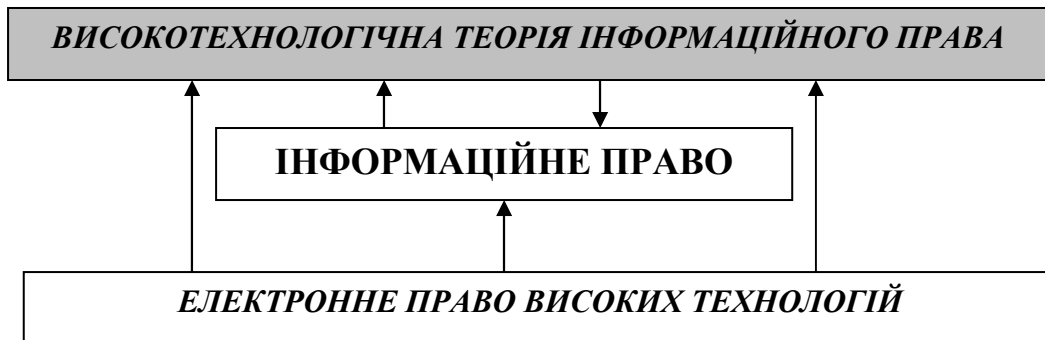 ВИСОКОТЕХНОЛОГІЧНА ТЕОРІЯ ІНФОРМАЦІЙНОГО ПРАВА
ІНФОРМАЦІЙНЕ ПРАВО
ЕЛЕКТРОННЕ ПРАВО ВИСОКИХ ТЕХНОЛОГІЙ